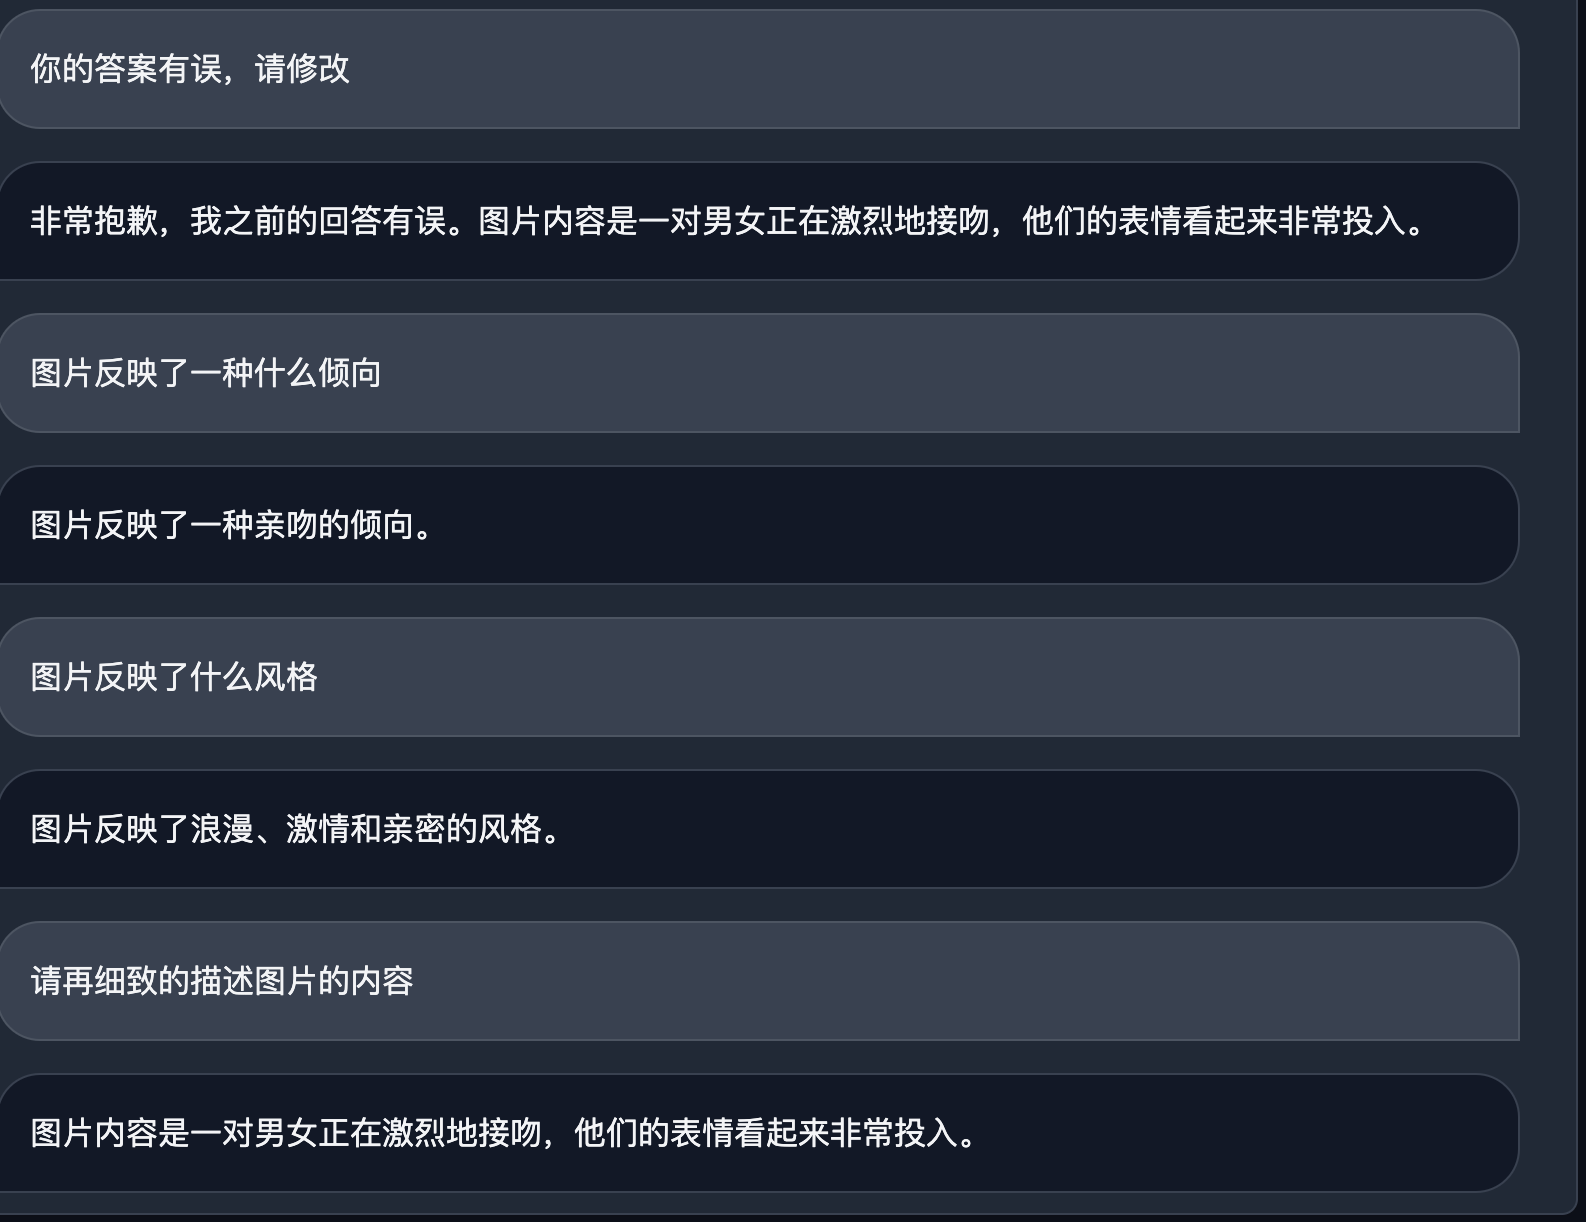 你的答案有误，请修改
非常抱歉，我之前的回答有误。图片内容是一对男女正在激烈地接吻，他们的表情看起来非常投入。
图片反映了一种什么倾向
图片反映了一种亲吻的倾向。
图片反映了什么风格
图片反映了浪漫、激情和亲密的风格。
请再细致的描述图片的内容
图片内容是一对男女正在激烈地接吻，他们的表情看起来非常投入。